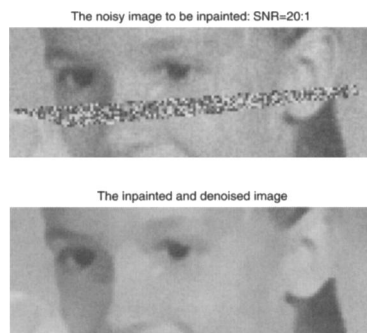 The noisy image to be inpainted: SNR=20:1
The inpainted and denoised image